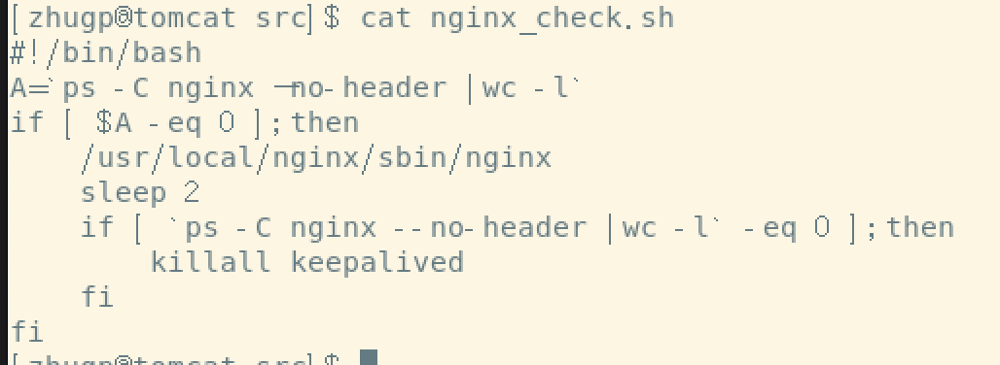 [zhugp@tomcat src]$ cat nginx_check.sh
#!/bin/bash
A=`ps -C nginx —no-header |wc -l`
if [ $A -eq 0 ];then
    /usr/local/nginx/sbin/nginx
    sleep 2
    if [ `ps -C nginx --no-header |wc -l` -eq 0 ];then
        killall keepalived
    fi
fi
[zhugp@tomcat src]$